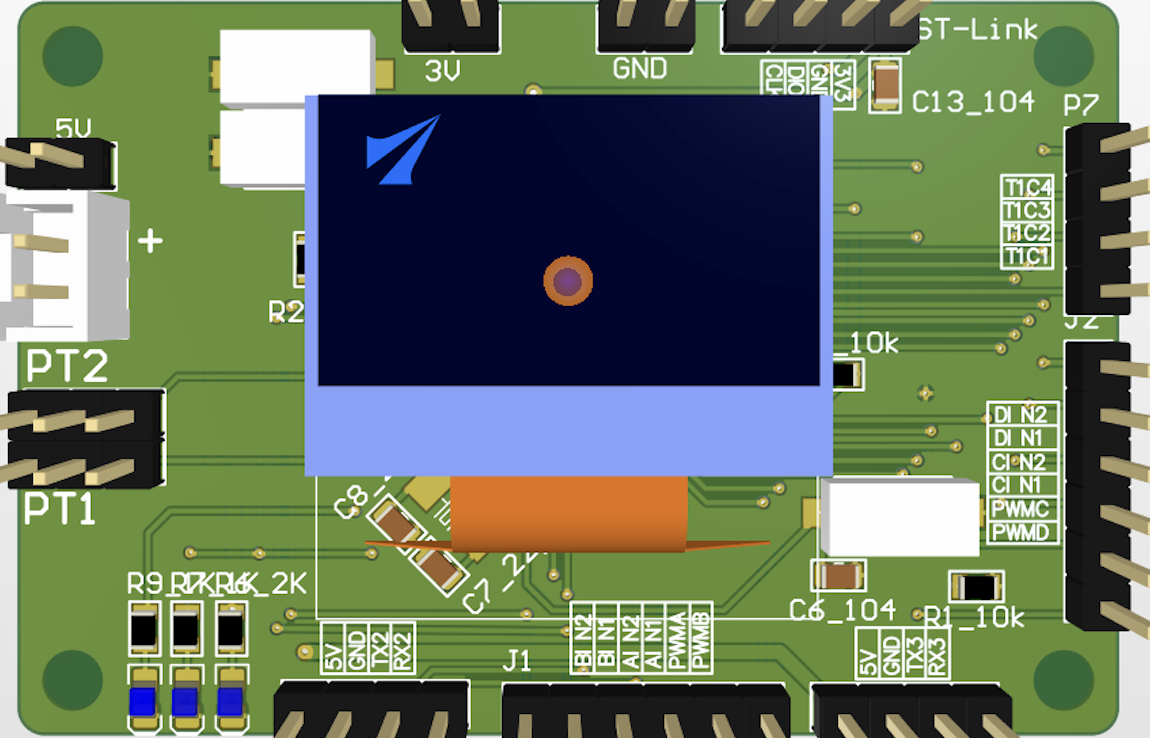 ST-Link
3V
GND
CLK
DIO
GND
3V3
C13_104
P7
5V
T1C4
T1C3
T1C2
T1C1
+
R2
J2
_10k
PT2
DI N2
DI N1
CI N2
CI N1
PWMC
PWMD
PT1
C8_
C7_22
R9_1K
R7_1K
R6_2K
C6_104
R1_10k
5V
GND
TX2
RX2
J1
BI N2
BI N1
AI N2
AI N1
PWMA
PWMB
5V
GND
TX3
RX3